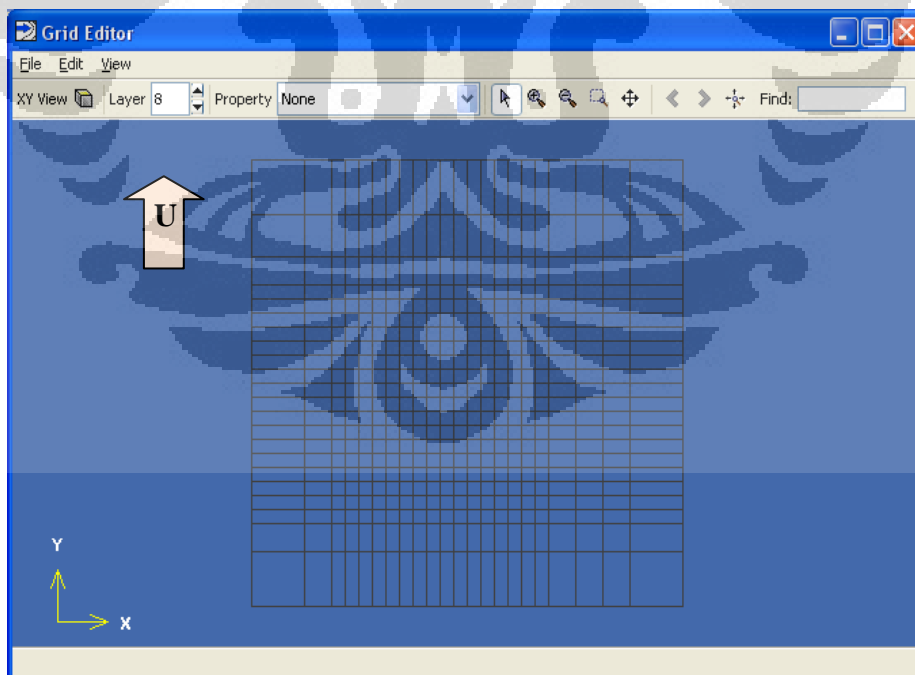 Grid Editor
File Edit View
XY View Layer 8 Property None Find:
U
Y
X